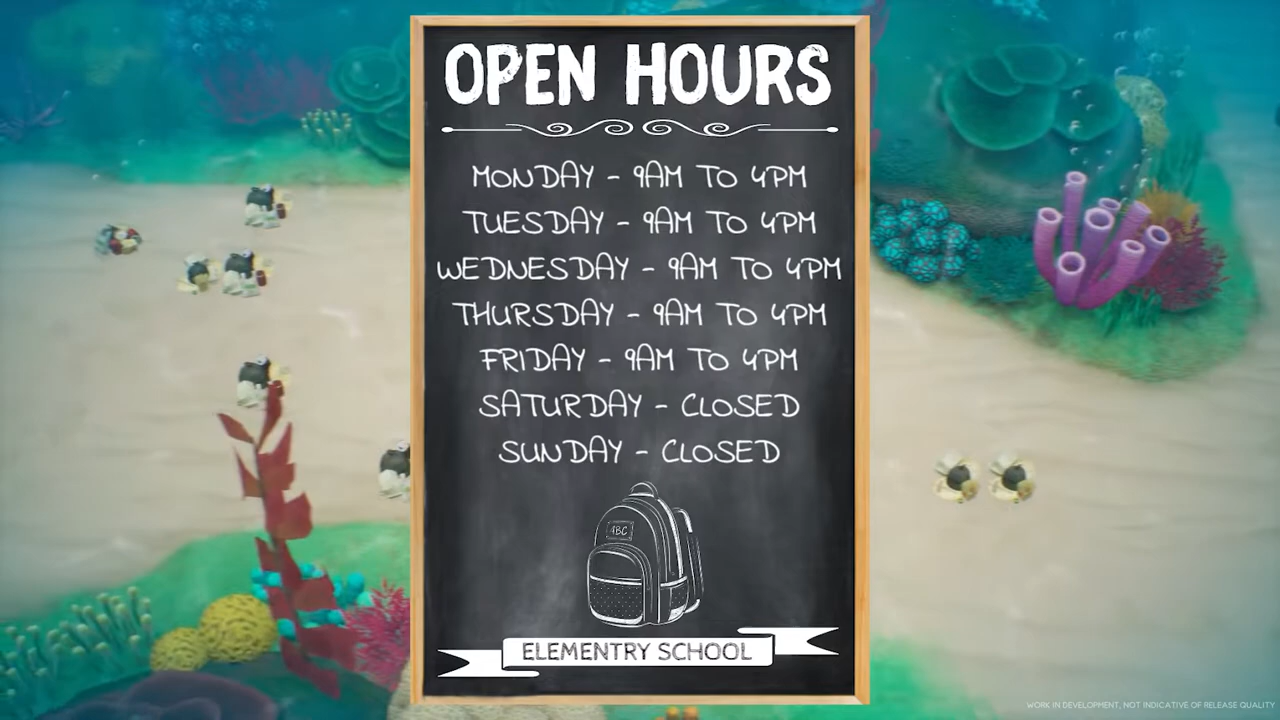 OPEN HOURS
MONDAY - 9AM TO 4PM
TUESDAY - 9AM TO 4PM
WEDNESDAY - 9AM TO 4PM
THURSDAY - 9AM TO 4PM
FRIDAY - 9AM TO 4PM
SATURDAY - CLOSED
SUNDAY - CLOSED
ABC
ELEMENTRY SCHOOL
WORK IN DEVELOPMENT, NOT INDICATIVE OF RELEASE QUALITY